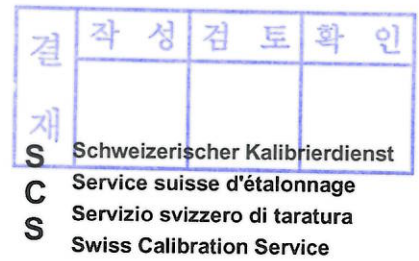 결재
작 성 검 토 확 인
S Schweizerischer Kalibrierdienst
C Service suisse d'étalonnage
S Servizio svizzero di taratura
Swiss Calibration Service